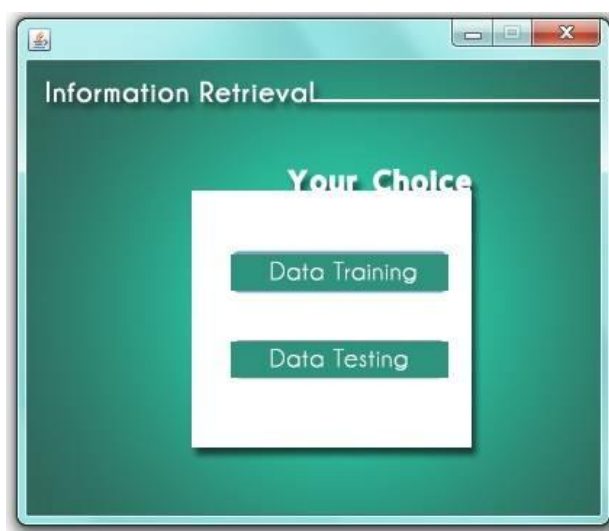 Information Retrieval
Your Choice
Data Training
Data Testing